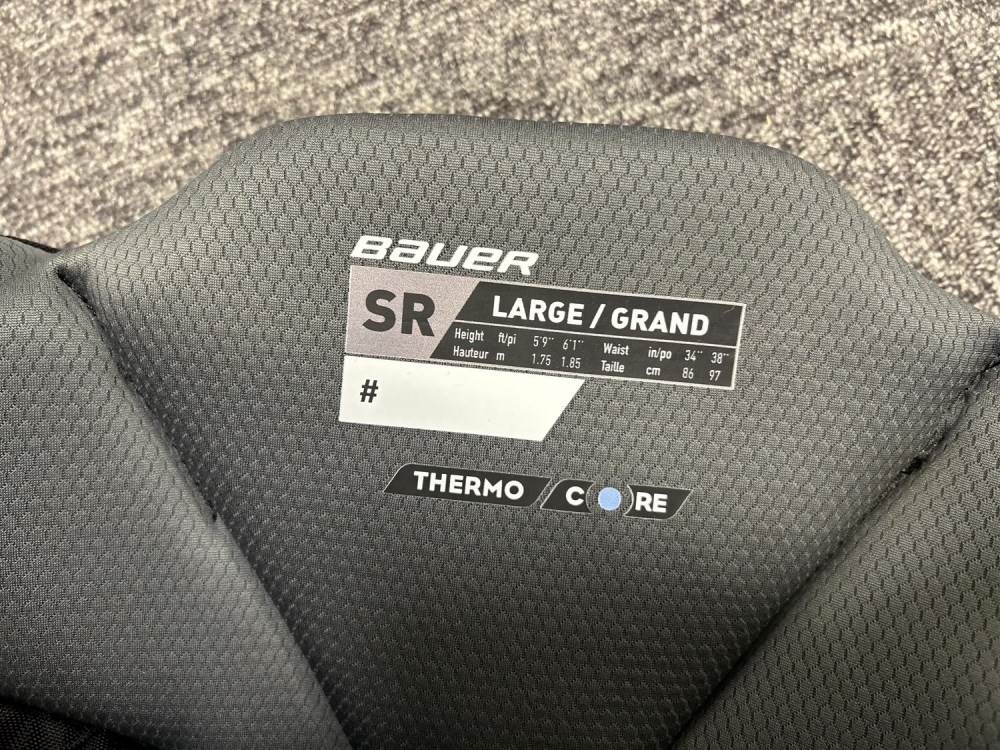 BAUER
SR LARGE / GRAND
Height ft/pi 5'9" 6'1" Waist in/po 34" 38"
Hauteur m 1.75 1.85 Taille cm 86 97
#
THERMO CORE